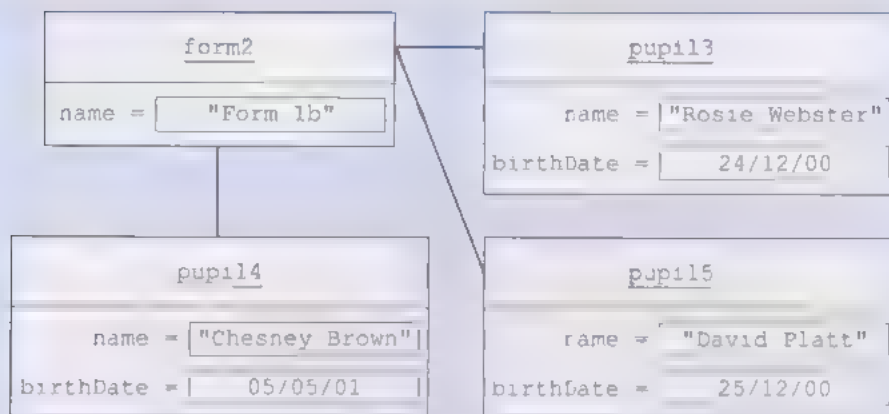 form2
name = "Form 1b"
pupil3
name = "Rosie Webster"
birthDate = 24/12/00
pupil4
name = "Chesney Brown"
birthDate = 05/05/01
pupil5
name = "David Platt"
birthDate = 25/12/00